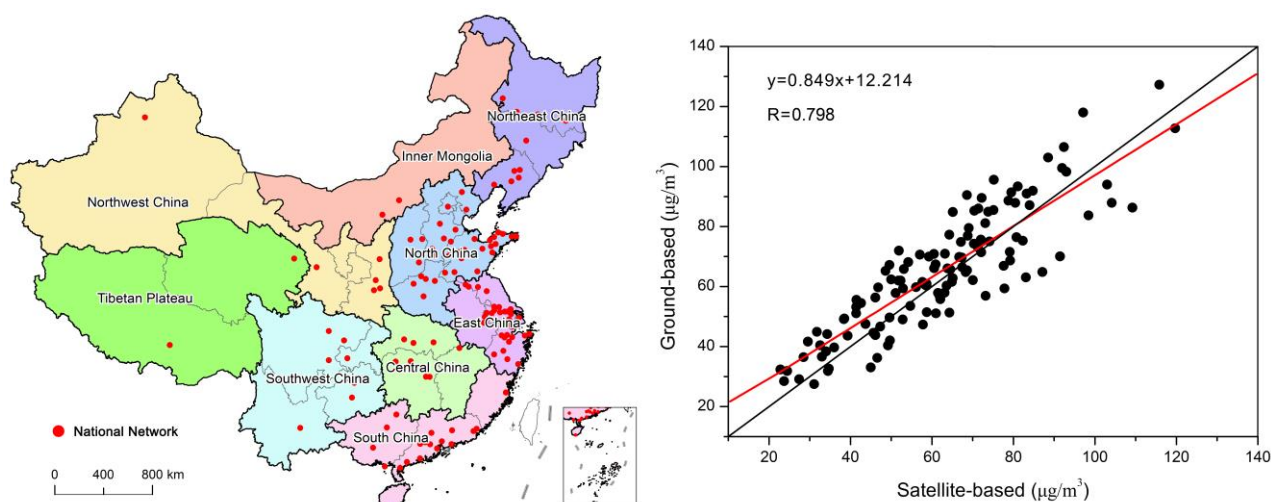 Northeast China
Inner Mongolia
Northwest China
North China
Tibetan Plateau
East China
Central China
Southwest China
South China
National Network
0 400 800 km
y=0.849x+12.214
R=0.798
Ground-based (μg/m³)
140
120
100
80
60
40
20
20 40 60 80 100 120 140
Satellite-based (μg/m³)